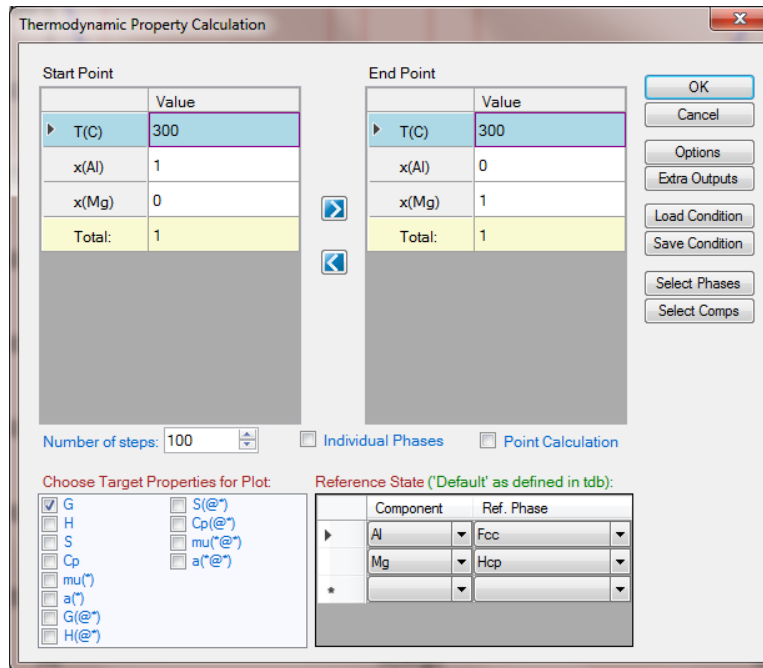 Thermodynamic Property Calculation
Start Point
Value
T(C) 300
x(Al) 1
x(Mg) 0
Total: 1
End Point
Value
T(C) 300
x(Al) 0
x(Mg) 1
Total: 1
OK
Cancel
Options
Extra Outputs
Load Condition
Save Condition
Select Phases
Select Comps
Number of steps: 100
Individual Phases
Point Calculation
Choose Target Properties for Plot:
G
H
S
Cp
mu(*)
a(*)
G(@*)
H(@*)
S(@*)
Cp(@*)
mu(*@*)
a(*@*)
Reference State ('Default' as defined in tdb):
Component Ref. Phase
Al Fcc
Mg Hcp
*